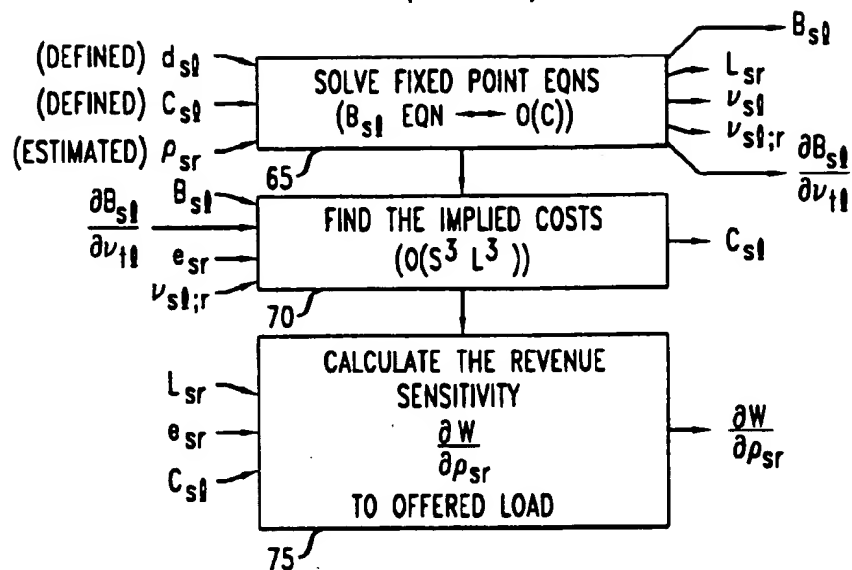 B_sℓ
(DEFINED) d_sℓ
(DEFINED) C_sℓ
(ESTIMATED) ρ_sr
SOLVE FIXED POINT EQNS
(B_sℓ EQN ↔ O(C))
L_sr
ν_sℓ
ν_sℓ;r
∂B_sℓ
∂ν_tℓ
65
B_sℓ
∂B_sℓ
∂ν_tℓ
e_sr
ν_sℓ;r
FIND THE IMPLIED COSTS
(O(S³ L³ ))
C_sℓ
70
L_sr
e_sr
C_sℓ
CALCULATE THE REVENUE
SENSITIVITY
∂W
∂ρ_sr
TO OFFERED LOAD
∂W
∂ρ_sr
75